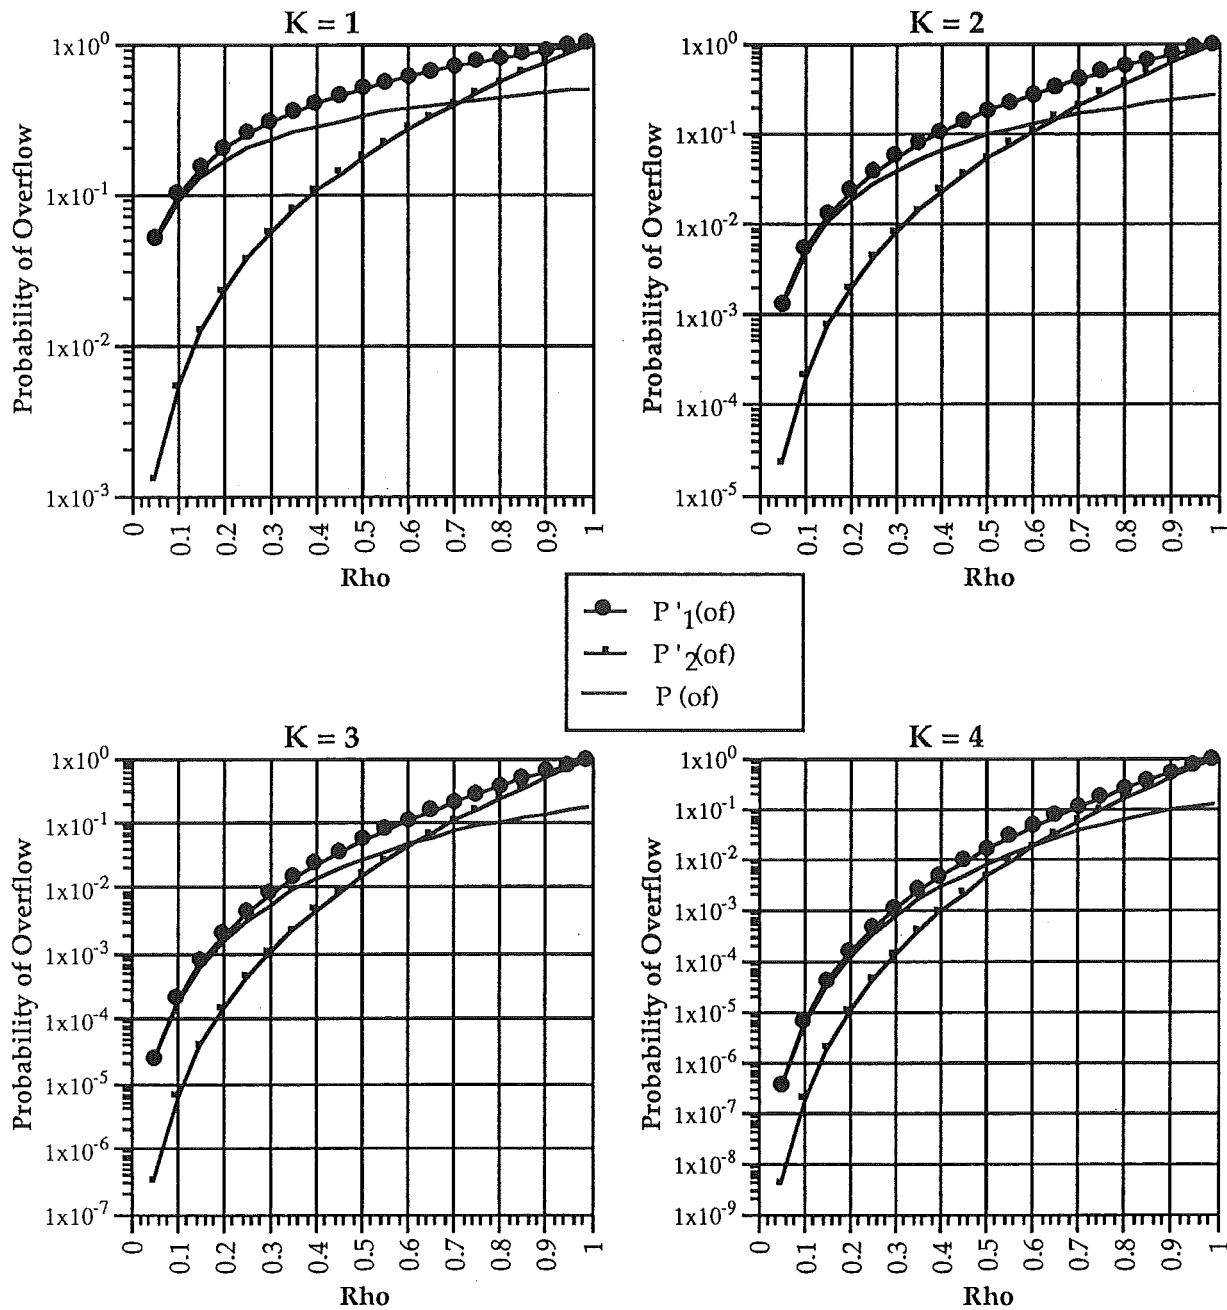 K = 1
1x10⁰
1x10⁻¹
1x10⁻²
1x10⁻³
Probability of Overflow
0 0.1 0.2 0.3 0.4 0.5 0.6 0.7 0.8 0.9 1
Rho
K = 2
1x10⁰
1x10⁻¹
1x10⁻²
1x10⁻³
1x10⁻⁴
1x10⁻⁵
Probability of Overflow
0 0.1 0.2 0.3 0.4 0.5 0.6 0.7 0.8 0.9 1
Rho
P'₁(of)
P'₂(of)
P (of)
K = 3
1x10⁰
1x10⁻¹
1x10⁻²
1x10⁻³
1x10⁻⁴
1x10⁻⁵
1x10⁻⁶
1x10⁻⁷
Probability of Overflow
0 0.1 0.2 0.3 0.4 0.5 0.6 0.7 0.8 0.9 1
Rho
K = 4
1x10⁰
1x10⁻¹
1x10⁻²
1x10⁻³
1x10⁻⁴
1x10⁻⁵
1x10⁻⁶
1x10⁻⁷
1x10⁻⁸
1x10⁻⁹
Probability of Overflow
0 0.1 0.2 0.3 0.4 0.5 0.6 0.7 0.8 0.9 1
Rho